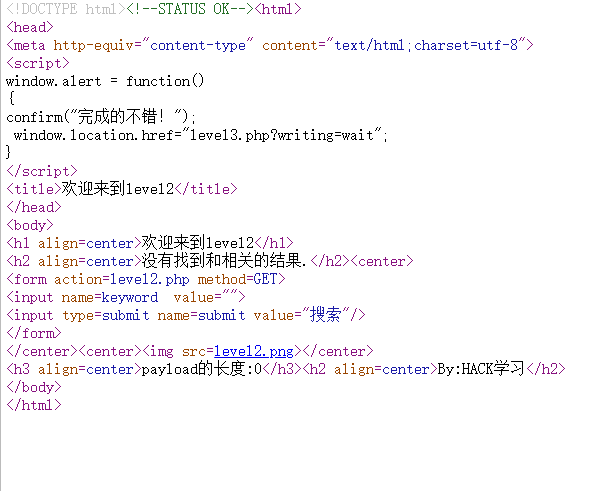 <!DOCTYPE html><!--STATUS OK--><html>
<head>
<meta http-equiv="content-type" content="text/html;charset=utf-8">
<script>
window.alert = function()
{
confirm("完成的不错！");
 window.location.href="level3.php?writing=wait";
}
</script>
<title>欢迎来到level2</title>
</head>
<body>
<h1 align=center>欢迎来到level2</h1>
<h2 align=center>没有找到和相关的结果.</h2><center>
<form action=level2.php method=GET>
<input name=keyword  value="">
<input type=submit name=submit value="搜索"/>
</form>
</center><center><img src=level2.png></center>
<h3 align=center>payload的长度:0</h3><h2 align=center>By:HACK学习</h2>
</body>
</html>